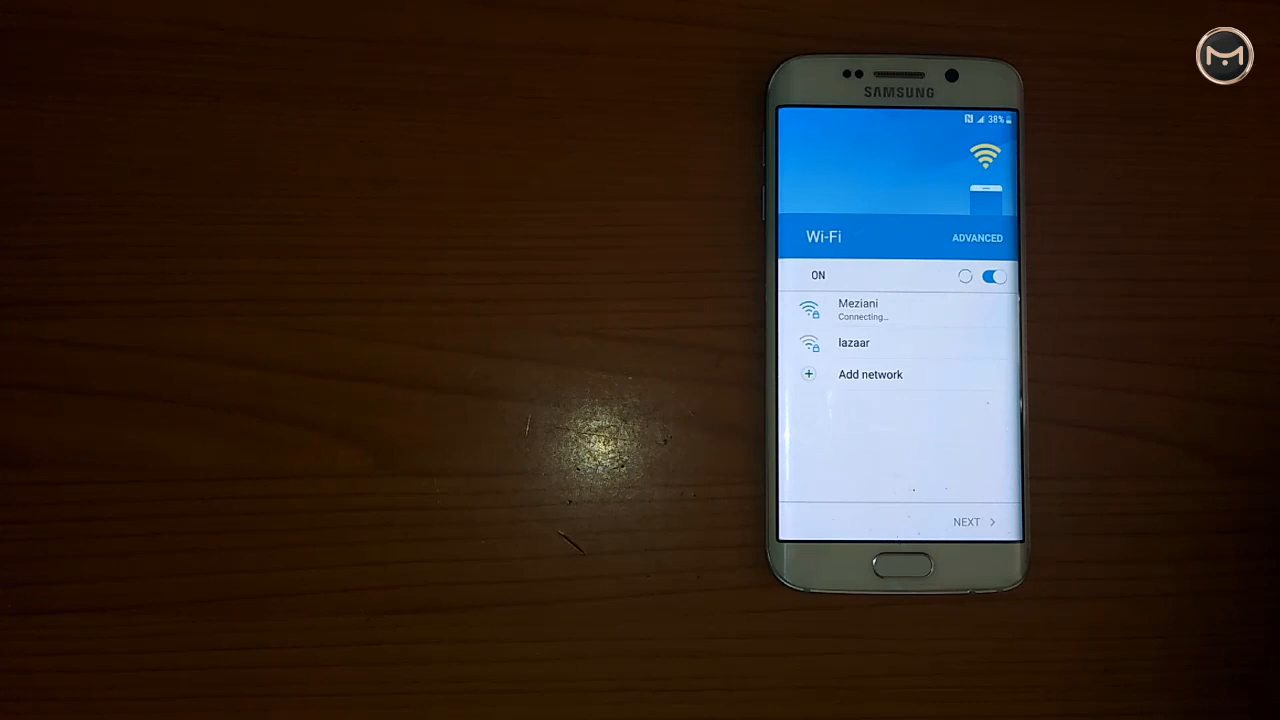 SAMSUNG
38%
Wi-Fi
ADVANCED
ON
Meziani
Connecting...
lazaar
Add network
NEXT